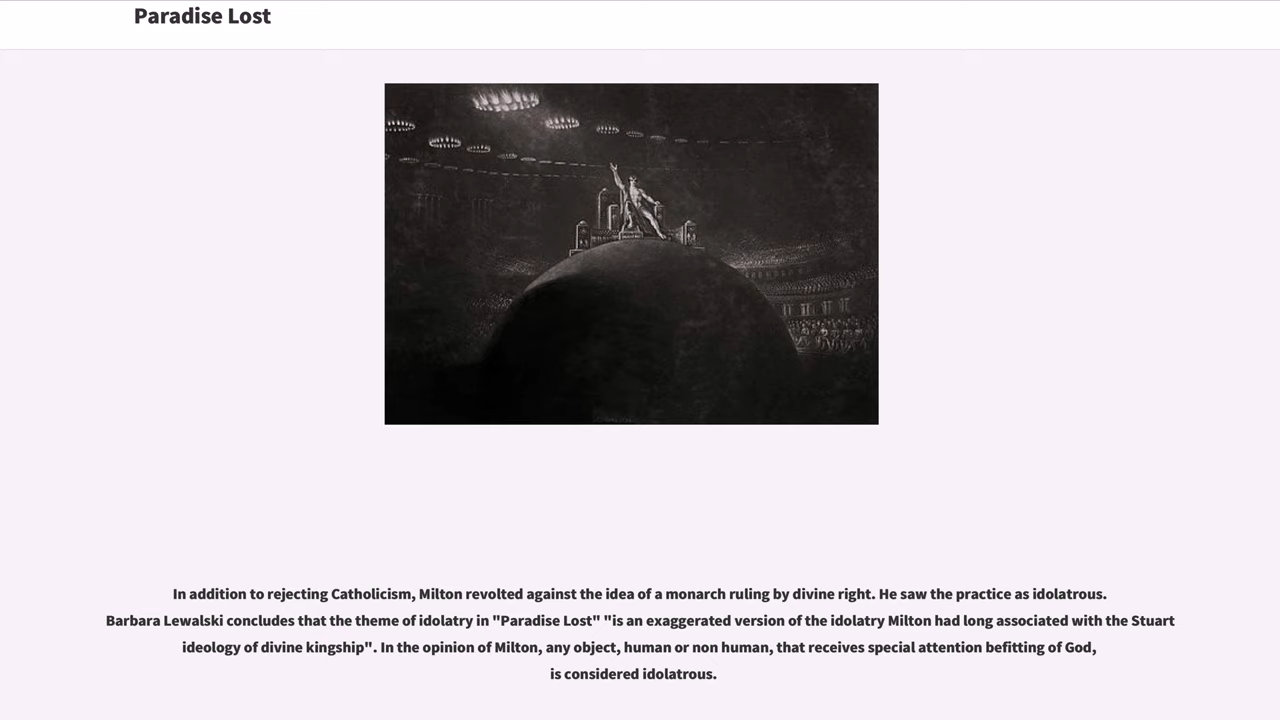 Paradise Lost
In addition to rejecting Catholicism, Milton revolted against the idea of a monarch ruling by divine right. He saw the practice as idolatrous.
Barbara Lewalski concludes that the theme of idolatry in "Paradise Lost" "is an exaggerated version of the idolatry Milton had long associated with the Stuart
ideology of divine kingship". In the opinion of Milton, any object, human or non human, that receives special attention befitting of God,
is considered idolatrous.